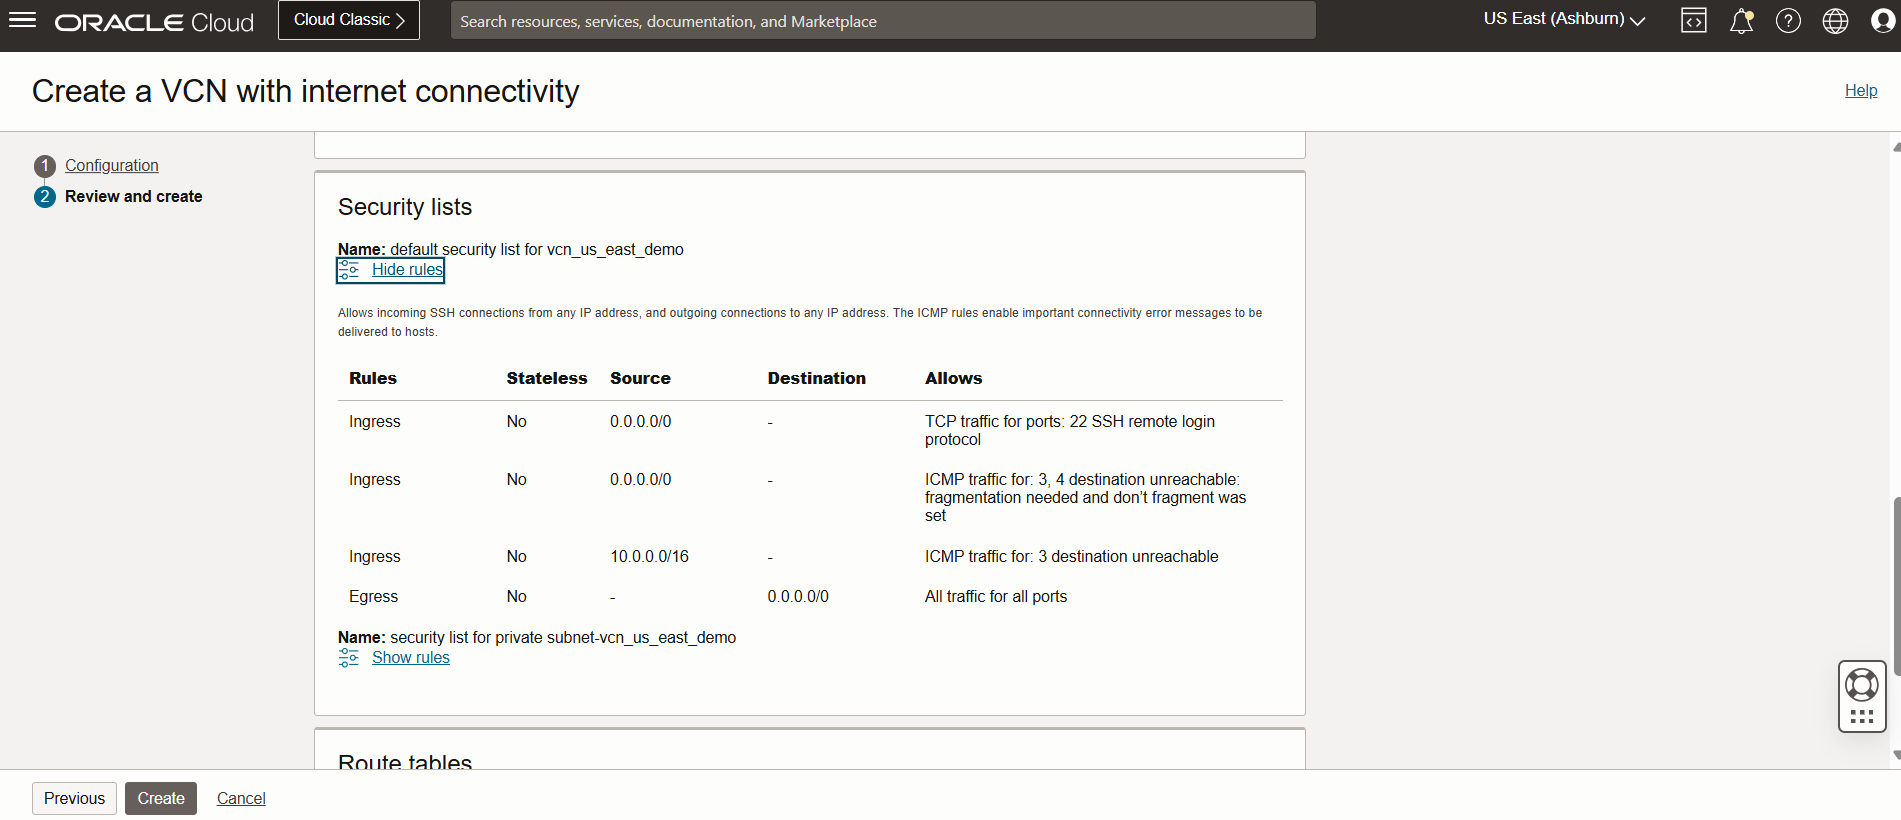 ORACLE Cloud
Cloud Classic
Search resources, services, documentation, and Marketplace
US East (Ashburn)
Create a VCN with internet connectivity
Help
1 Configuration
2 Review and create
Security lists
Name: default security list for vcn_us_east_demo
Hide rules
Allows incoming SSH connections from any IP address, and outgoing connections to any IP address. The ICMP rules enable important connectivity error messages to be
delivered to hosts.
Rules Stateless Source Destination Allows
Ingress No 0.0.0.0/0 - TCP traffic for ports: 22 SSH remote login
protocol
Ingress No 0.0.0.0/0 - ICMP traffic for: 3, 4 destination unreachable:
fragmentation needed and don't fragment was
set
Ingress No 10.0.0.0/16 - ICMP traffic for: 3 destination unreachable
Egress No - 0.0.0.0/0 All traffic for all ports
Name: security list for private subnet-vcn_us_east_demo
Show rules
Route tables
Previous Create Cancel